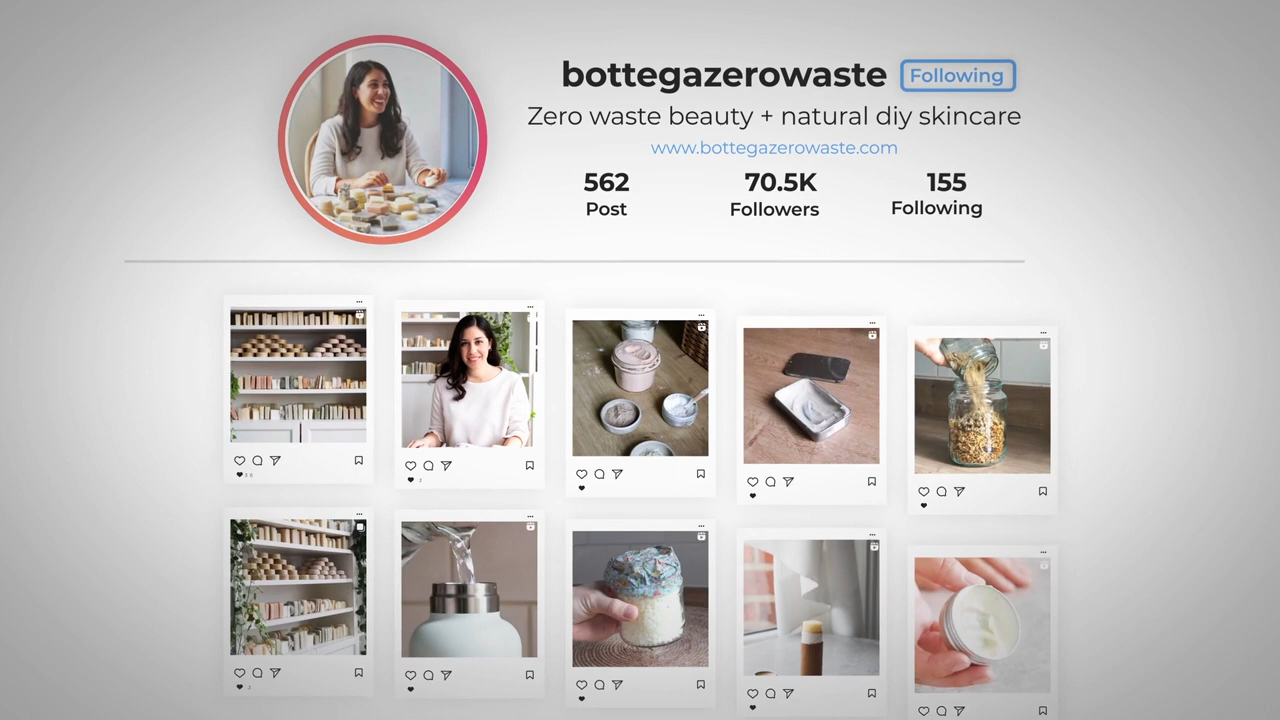 bottegazerowaste Following
Zero waste beauty + natural diy skincare
www.bottegazerowaste.com
562 70.5K 155
Post Followers Following